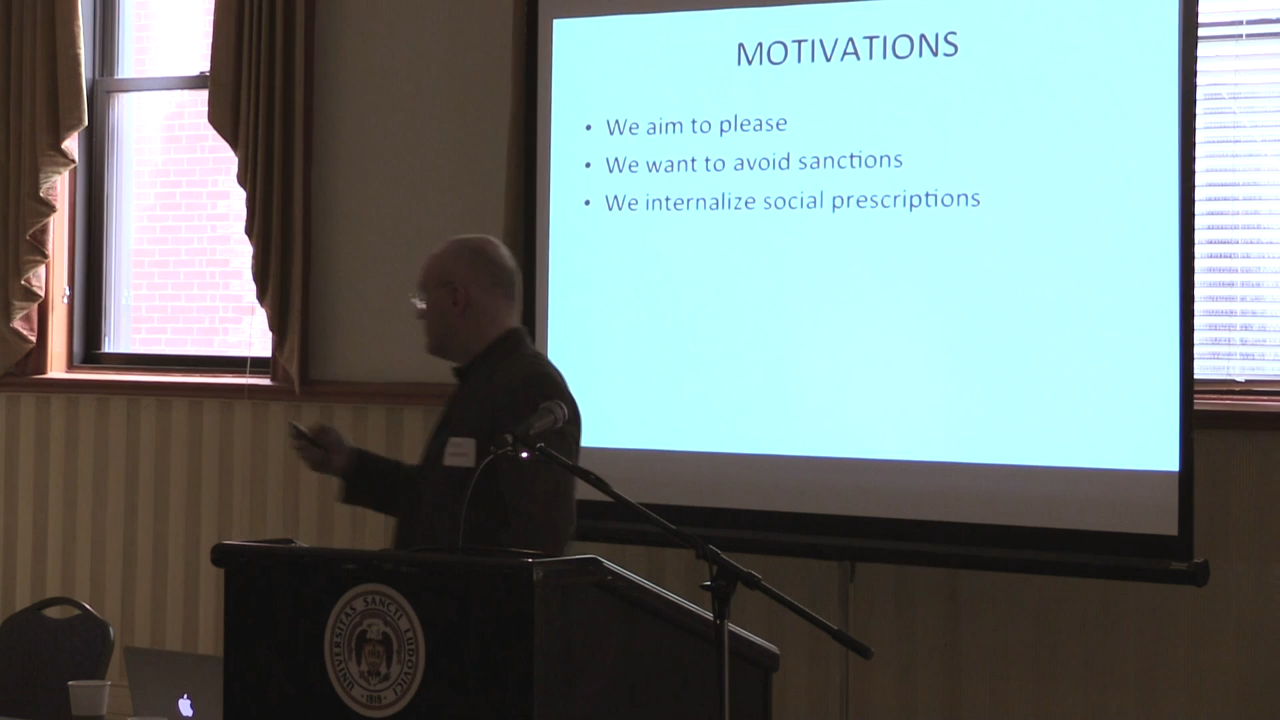 MOTIVATIONS
• We aim to please
• We want to avoid sanctions
• We internalize social prescriptions
UNIVERSITAS SANCTI LUDOVICI
·1818·